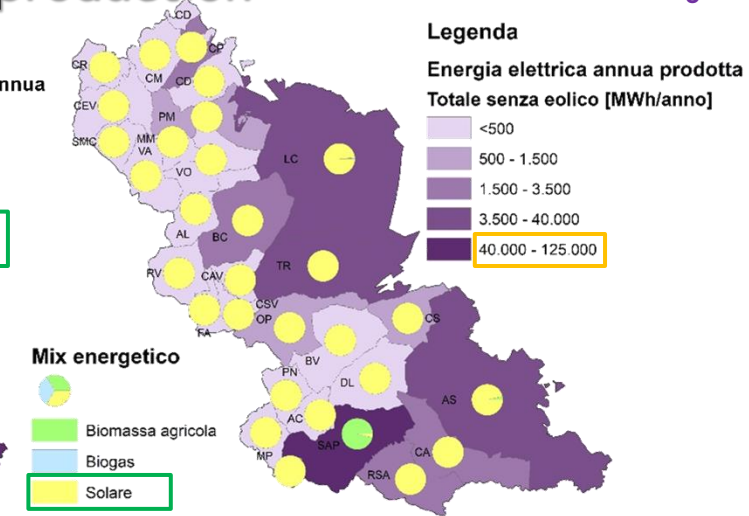 nnua
CD
CP
CR
CM
CD
CEV
PM
SMC
MM
VA
VO
LC
AL
BC
PV
CAV
TR
CSV
OP
FA
CS
BV
PN
DL
AS
AC
SAP
MP
CA
RSA
Legenda
Energia elettrica annua prodotta
Totale senza eolico [MWh/anno]
<500
500 - 1.500
1.500 - 3.500
3.500 - 40.000
40.000 - 125.000
Mix energetico
Biomassa agricola
Biogas
Solare